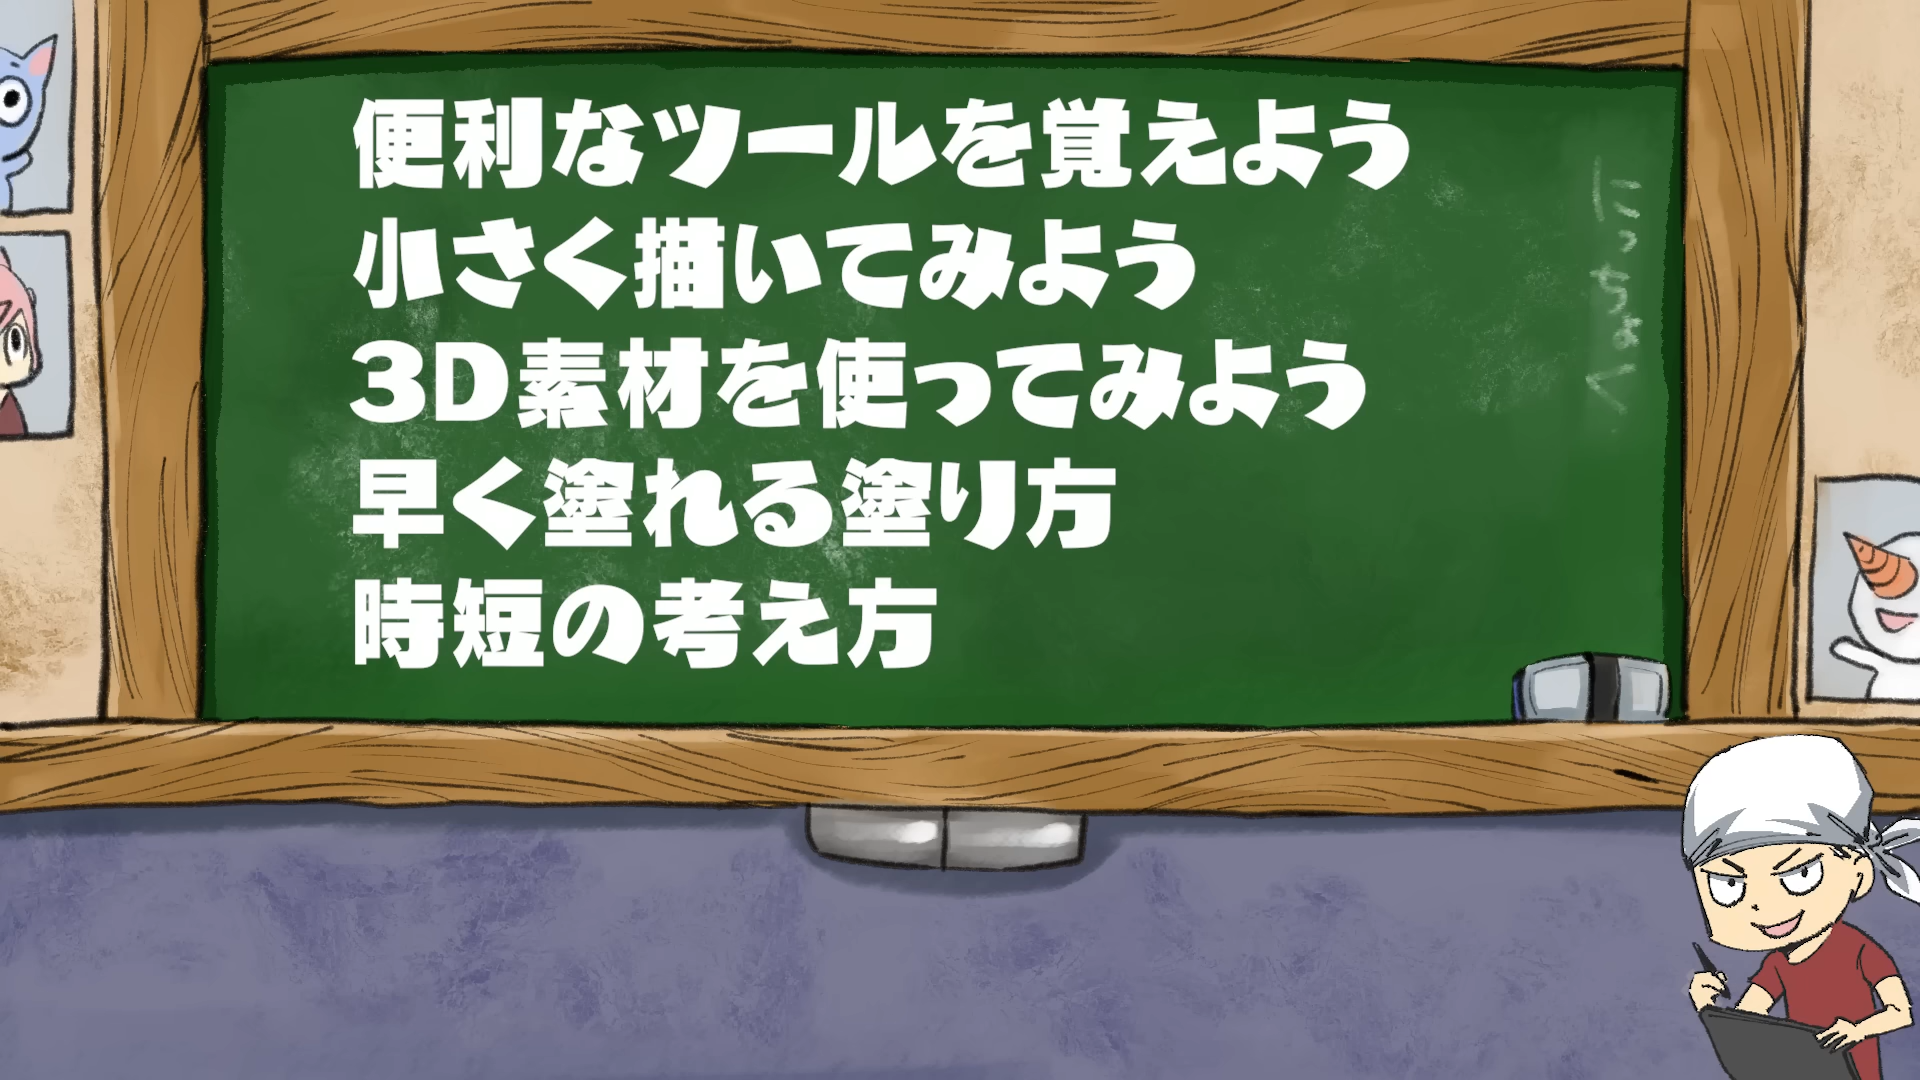 便利なツールを覚えよう
小さく描いてみよう
3D素材を使ってみよう
早く塗れる塗り方
時短の考え方
にっちょく